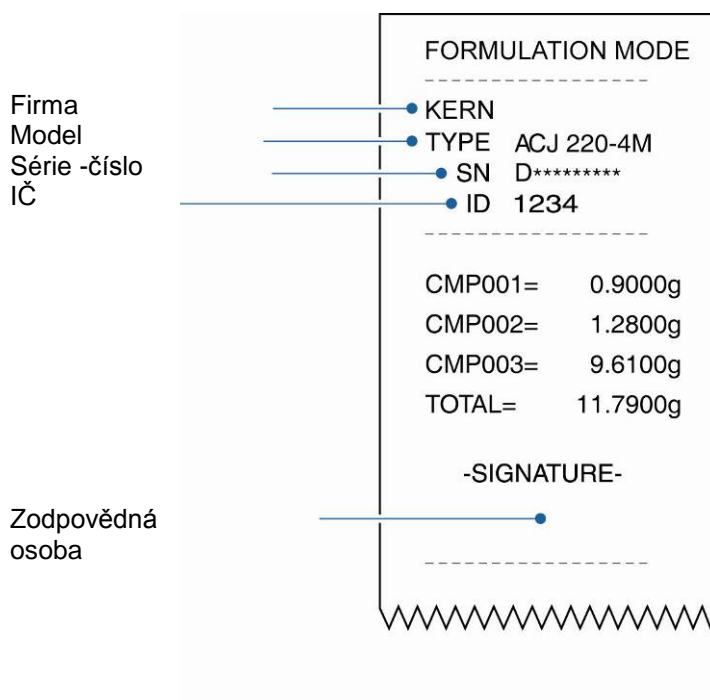 FORMULATION MODE
Firma
KERN
Model
TYPE ACJ 220-4M
Série -číslo
SN D*********
IČ
ID 1234
CMP001= 0.9000g
CMP002= 1.2800g
CMP003= 9.6100g
TOTAL= 11.7900g
-SIGNATURE-
Zodpovědná
osoba